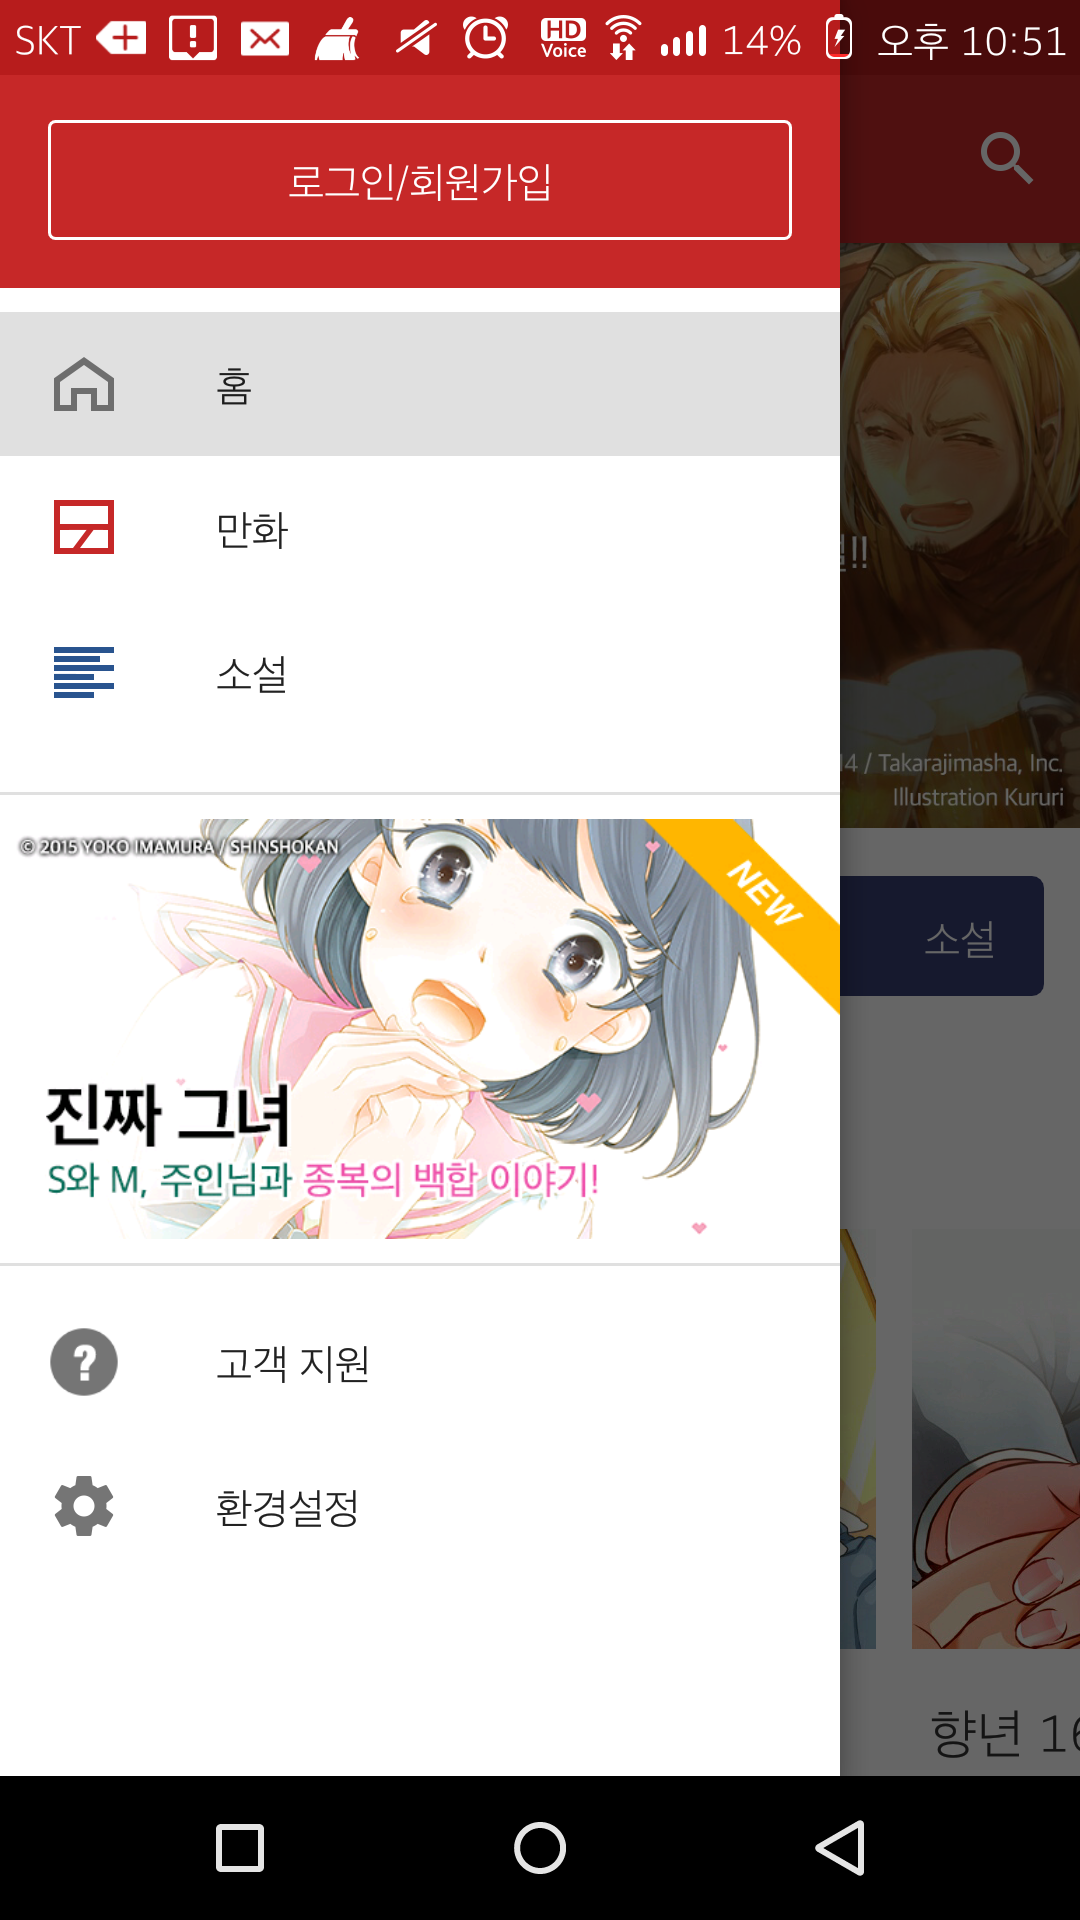 SKT HD Voice 14% 오후 10:51
로그인/회원가입
홈
만화
소설
!!
14 / Takarajimasha, Inc.
Illustration Kururi
© 2015 YOKO IMAMURA / SHINSHOKAN
NEW
소설
진짜 그녀
S와 M, 주인님과 종복의 백합 이야기!
고객 지원
환경설정
향년 16